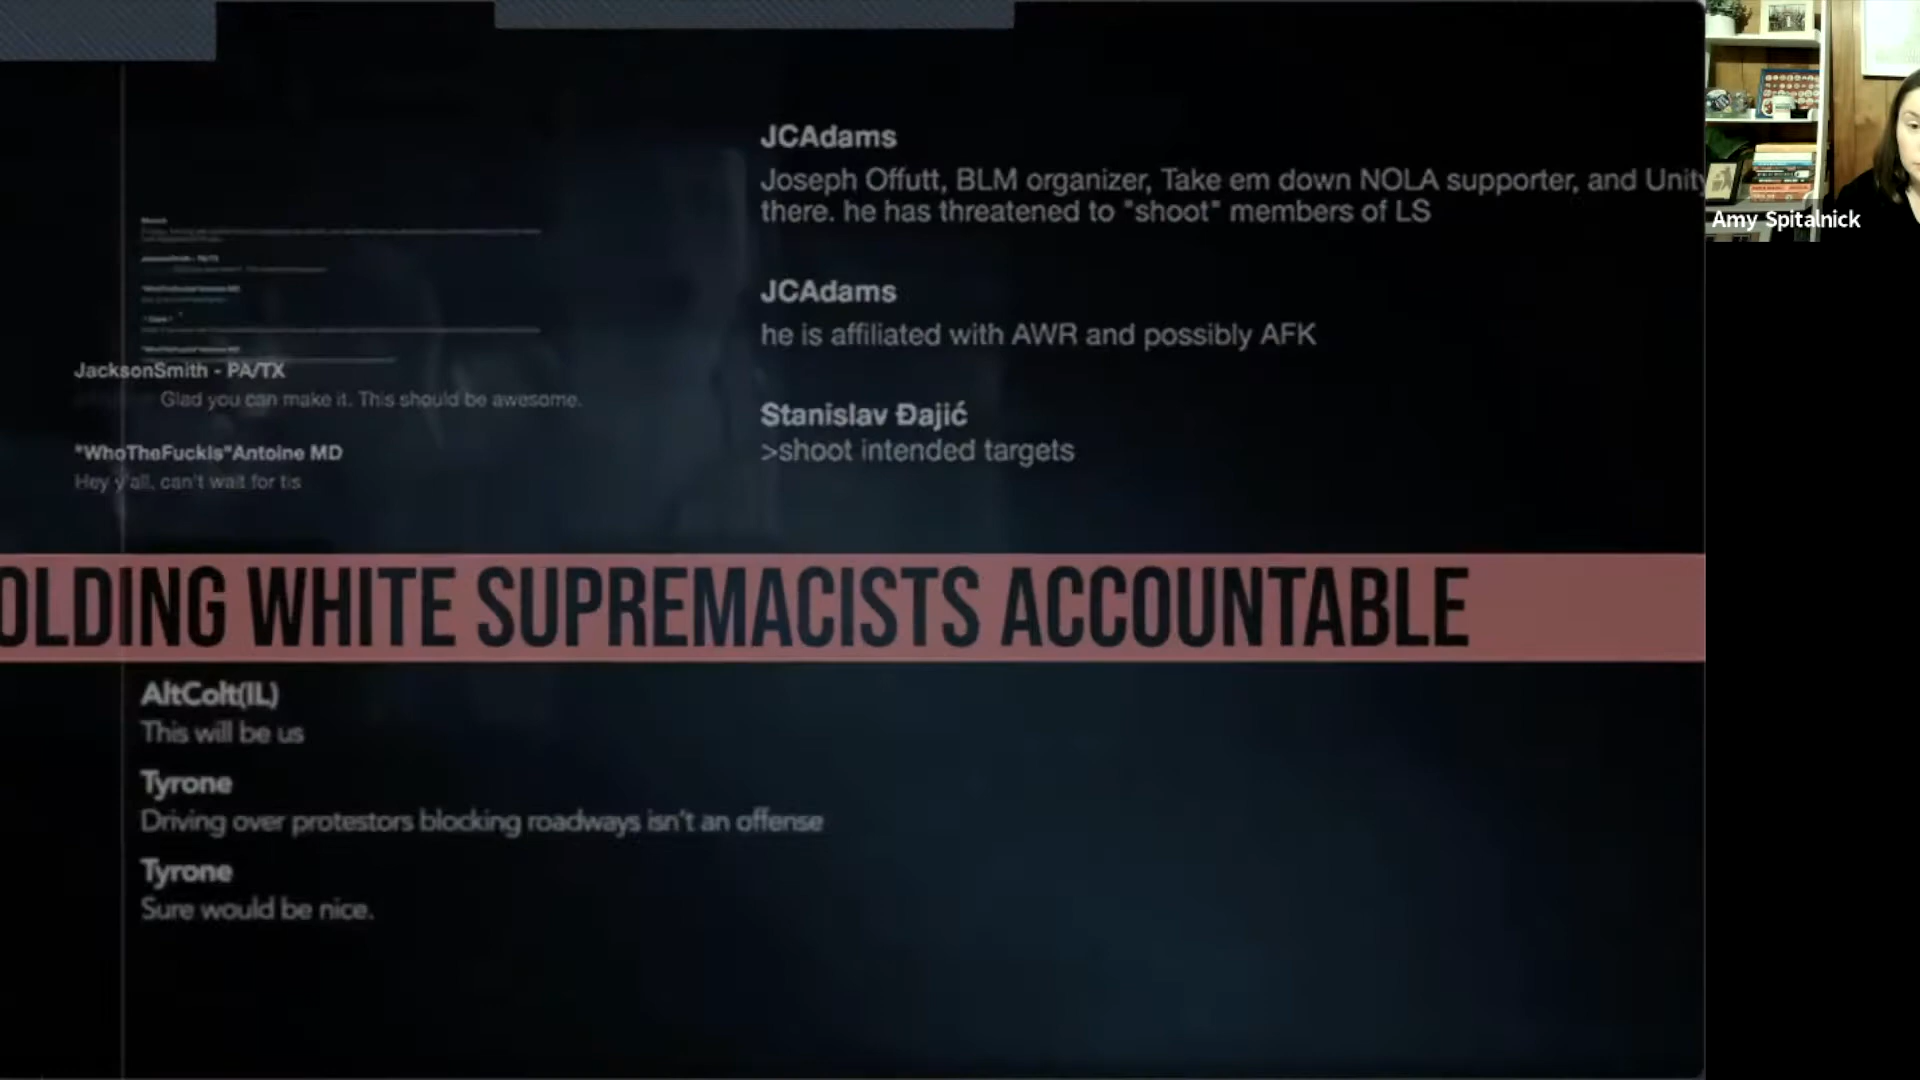 JCAdams
Joseph Offutt, BLM organizer, Take em down NOLA supporter, and Unity
there. he has threatened to "shoot" members of LS
JCAdams
he is affiliated with AWR and possibly AFK
Stanislav Đajić
>shoot intended targets
JacksonSmith - PA/TX
Glad you can make it. This should be awesome.
"WhoTheFuckIs"Antoine MD
Hey y'all, can't wait for tis
OLDING WHITE SUPREMACISTS ACCOUNTABLE
AltColt(IL)
This will be us
Tyrone
Driving over protestors blocking roadways isn't an offense
Tyrone
Sure would be nice.
Amy Spitalnick